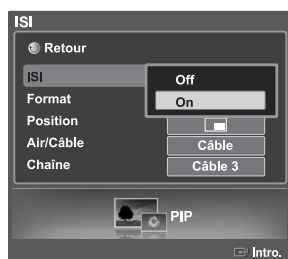 ISI
Retour
ISI
Off
On
Format
Position
Air/Câble
Câble
Chaîne
Câble 3
PIP
Intro.